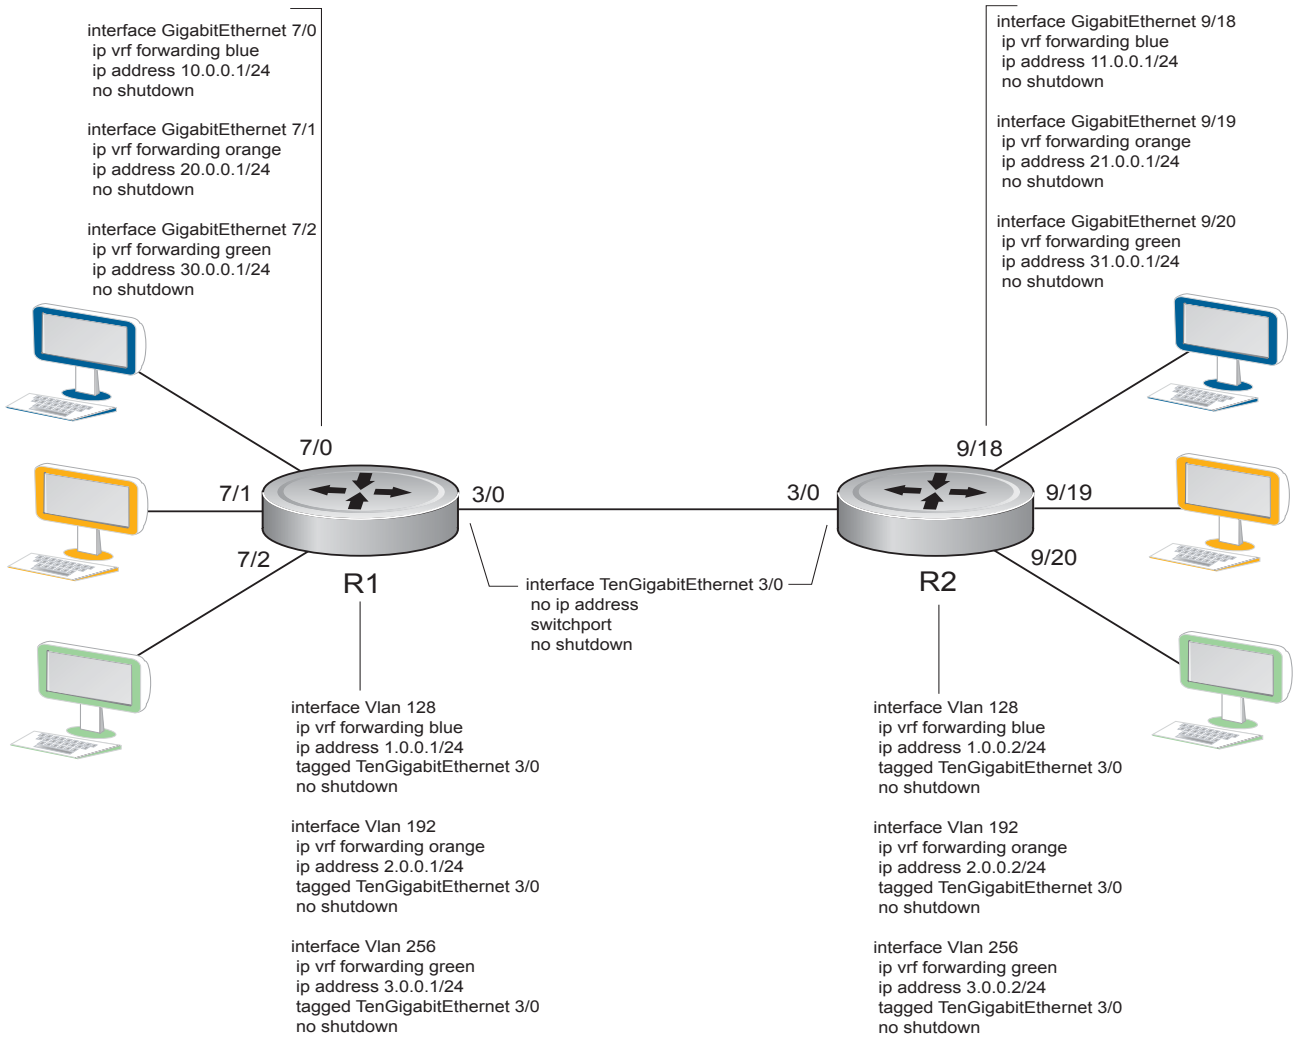 interface GigabitEthernet 7/0
ip vrf forwarding blue
ip address 10.0.0.1/24
no shutdown
interface GigabitEthernet 7/1
ip vrf forwarding orange
ip address 20.0.0.1/24
no shutdown
interface GigabitEthernet 7/2
ip vrf forwarding green
ip address 30.0.0.1/24
no shutdown
interface GigabitEthernet 9/18
ip vrf forwarding blue
ip address 11.0.0.1/24
no shutdown
interface GigabitEthernet 9/19
ip vrf forwarding orange
ip address 21.0.0.1/24
no shutdown
interface GigabitEthernet 9/20
ip vrf forwarding green
ip address 31.0.0.1/24
no shutdown
7/0
7/1
7/2
3/0
R1
3/0
9/18
9/19
9/20
R2
interface TenGigabitEthernet 3/0
no ip address
switchport
no shutdown
interface Vlan 128
ip vrf forwarding blue
ip address 1.0.0.1/24
tagged TenGigabitEthernet 3/0
no shutdown
interface Vlan 192
ip vrf forwarding orange
ip address 2.0.0.1/24
tagged TenGigabitEthernet 3/0
no shutdown
interface Vlan 256
ip vrf forwarding green
ip address 3.0.0.1/24
tagged TenGigabitEthernet 3/0
no shutdown
interface Vlan 128
ip vrf forwarding blue
ip address 1.0.0.2/24
tagged TenGigabitEthernet 3/0
no shutdown
interface Vlan 192
ip vrf forwarding orange
ip address 2.0.0.2/24
tagged TenGigabitEthernet 3/0
no shutdown
interface Vlan 256
ip vrf forwarding green
ip address 3.0.0.2/24
tagged TenGigabitEthernet 3/0
no shutdown